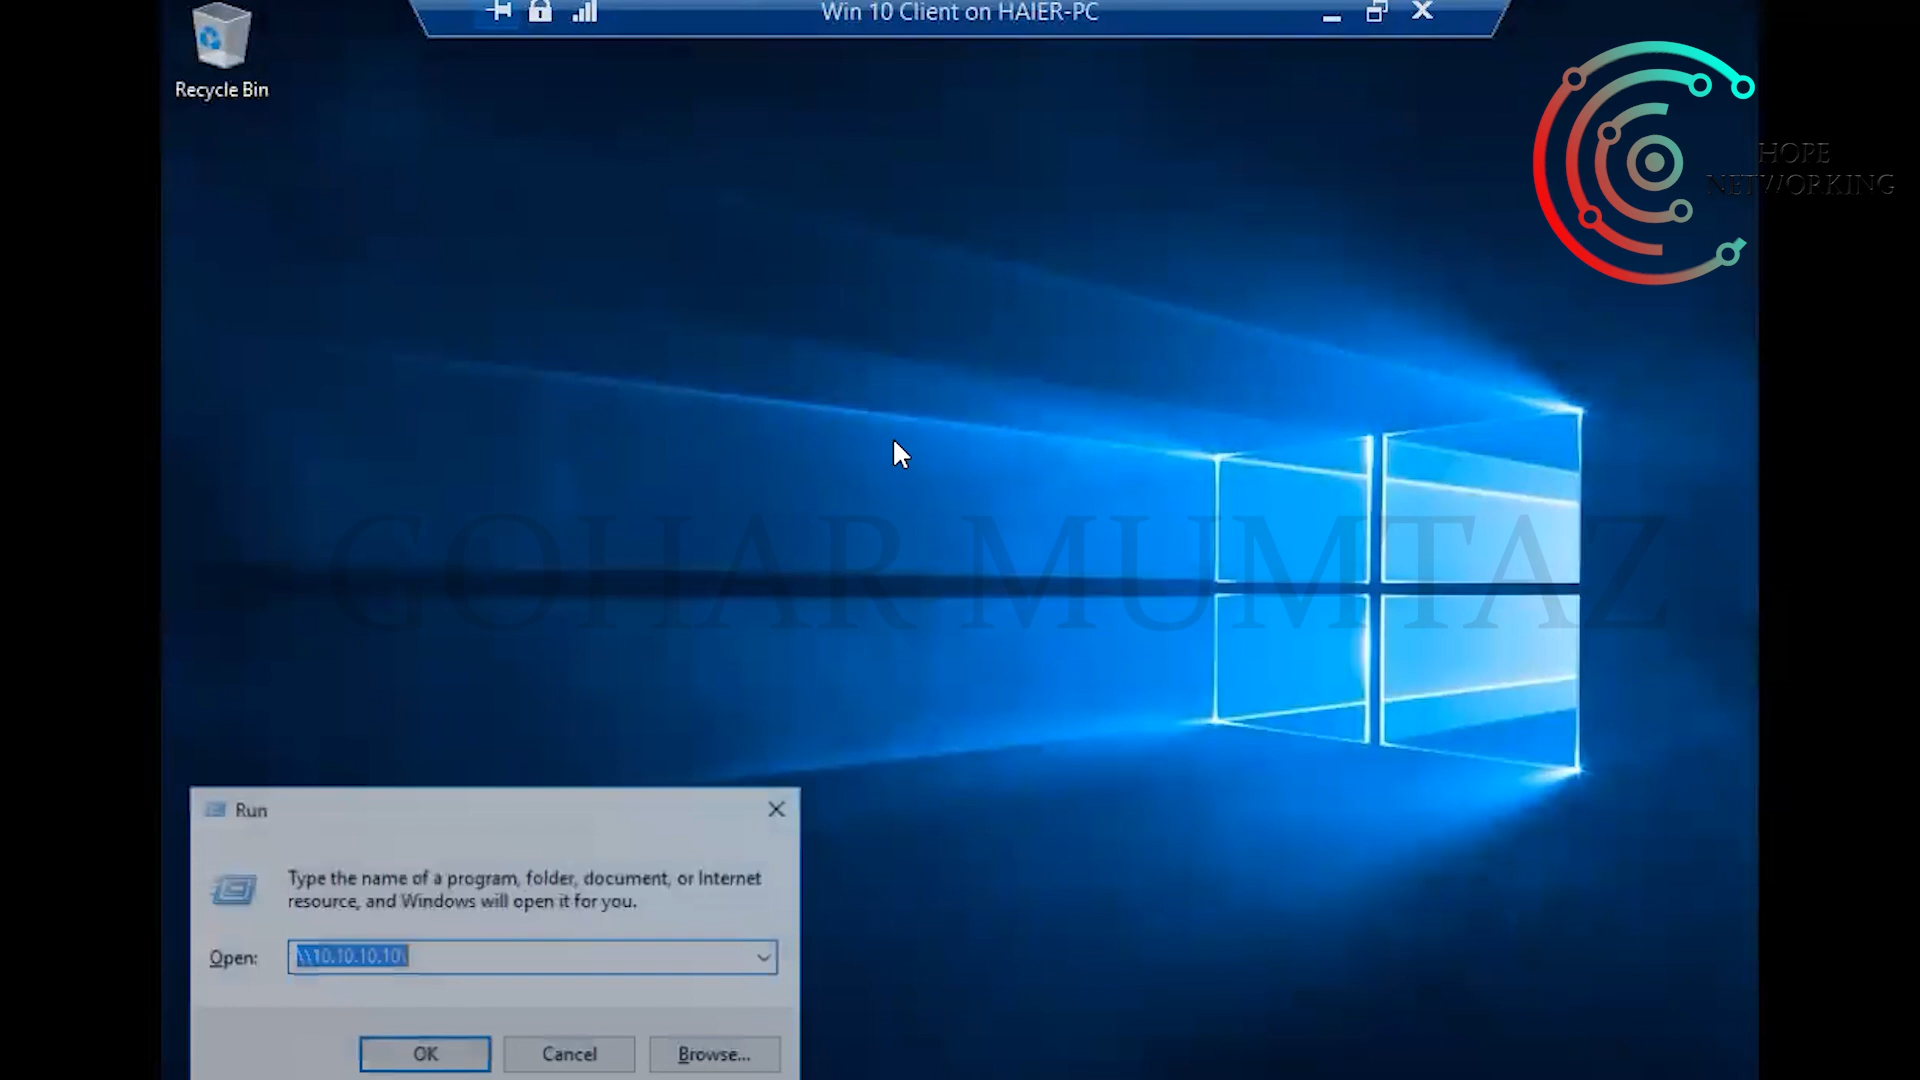 Win 10 Client on HAIER-PC
Recycle Bin
HOPE
NETWORKING
GOHAR MUMTAZ
Run
Type the name of a program, folder, document, or Internet
resource, and Windows will open it for you.
Open:
\\10.10.10.10\
OK
Cancel
Browse...